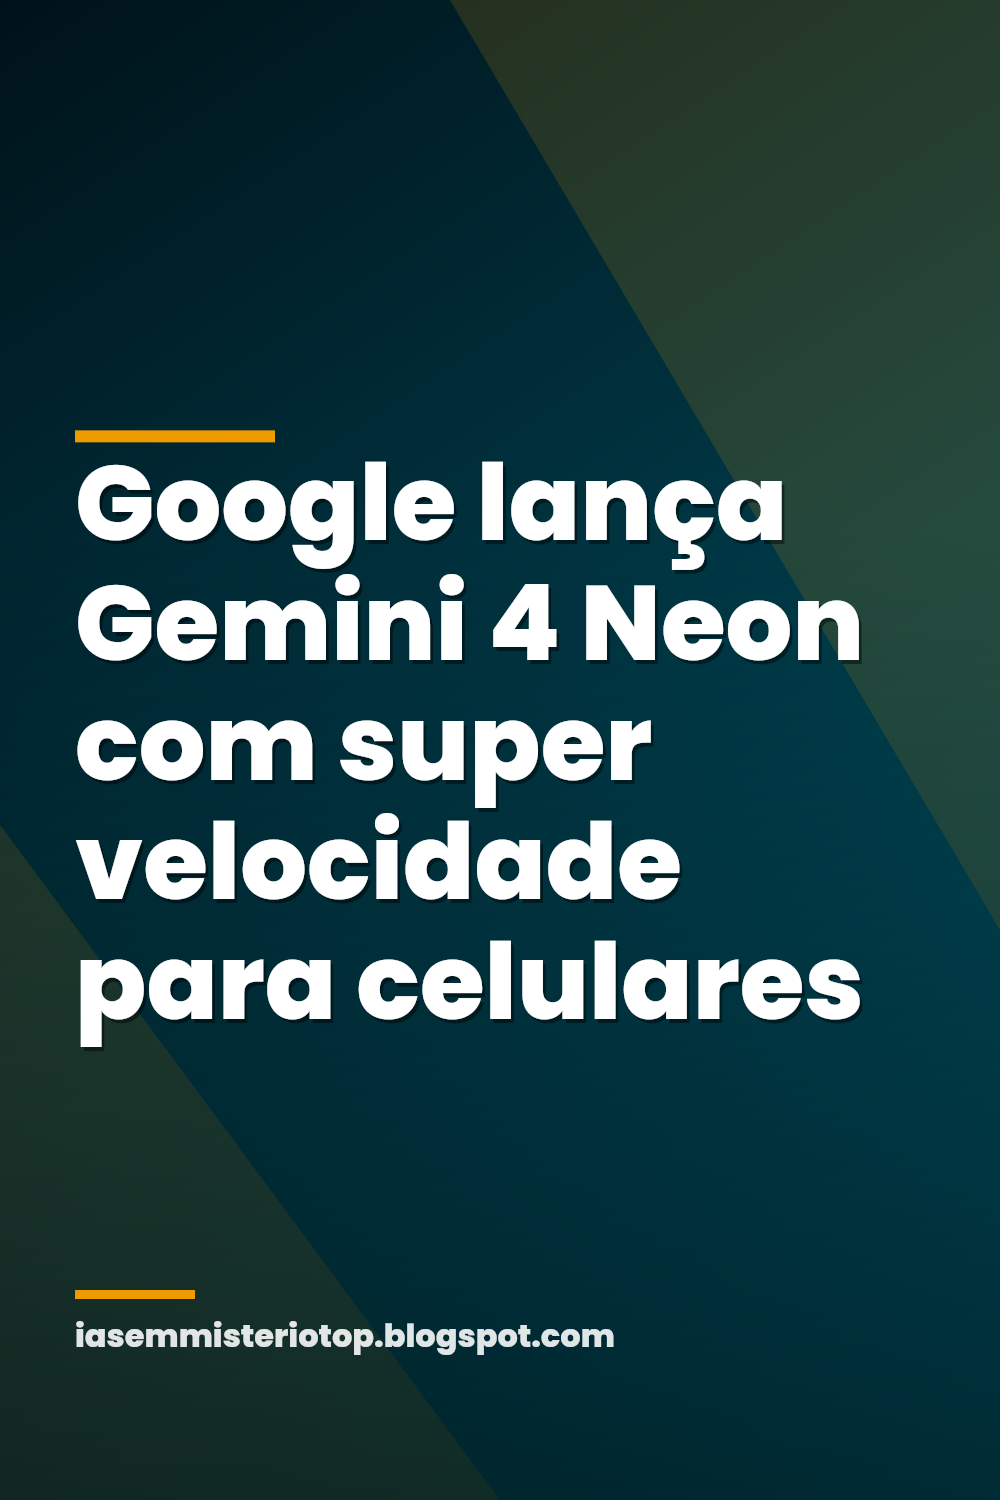 Google lança
Gemini 4 Neon
com super
velocidade
para celulares
iasemmisteriotop.blogspot.com